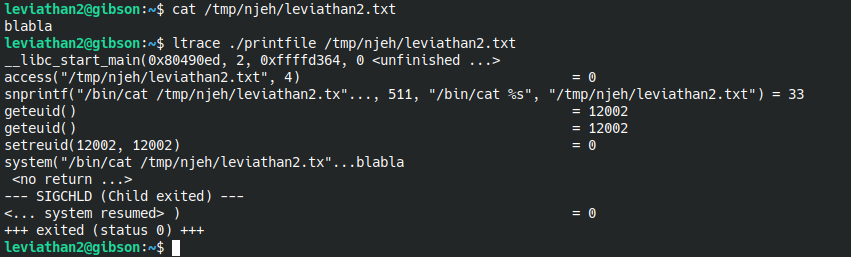 leviathan2@gibson:~$ cat /tmp/njeh/leviathan2.txt
blabla
leviathan2@gibson:~$ ltrace ./printfile /tmp/njeh/leviathan2.txt
__libc_start_main(0x80490ed, 2, 0xffffd364, 0 <unfinished ...>
access("/tmp/njeh/leviathan2.txt", 4) = 0
snprintf("/bin/cat /tmp/njeh/leviathan2.tx"..., 511, "/bin/cat %s", "/tmp/njeh/leviathan2.txt") = 33
geteuid() = 12002
geteuid() = 12002
setreuid(12002, 12002) = 0
system("/bin/cat /tmp/njeh/leviathan2.tx"...blabla
 <no return ...>
--- SIGCHLD (Child exited) ---
<... system resumed> ) = 0
+++ exited (status 0) +++
leviathan2@gibson:~$